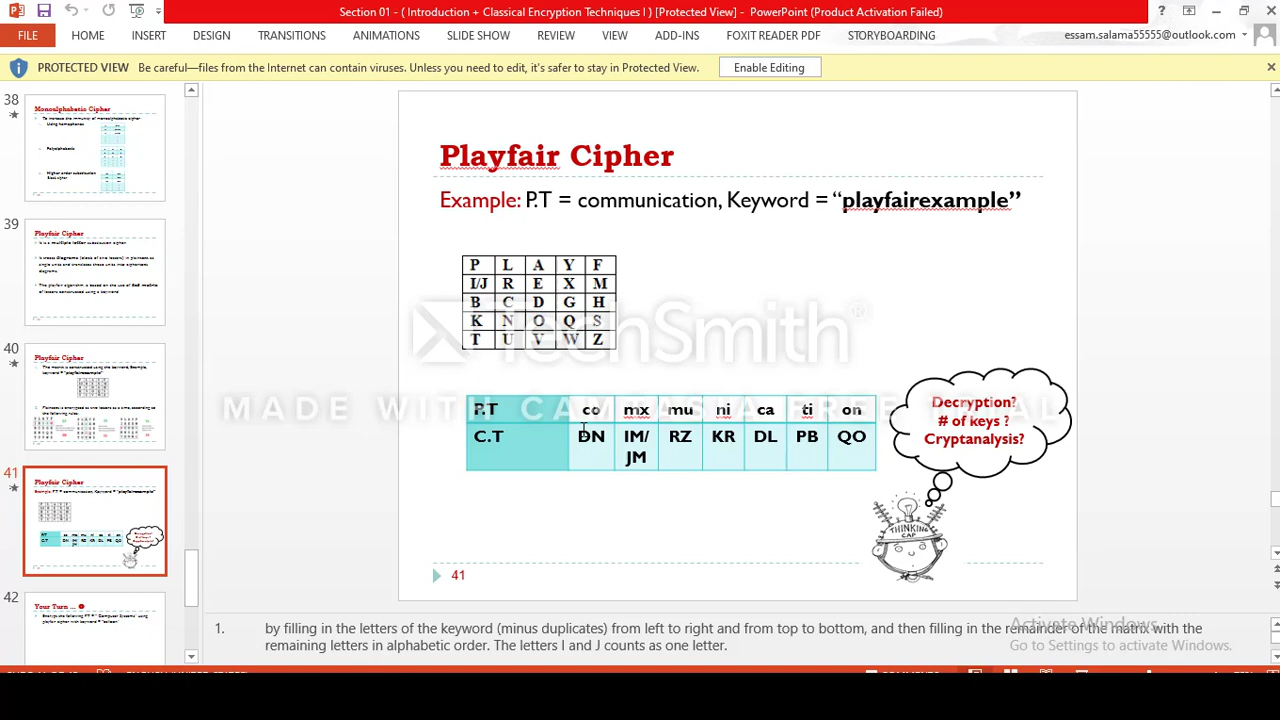 Section 01 - ( Introduction + Classical Encryption Techniques I ) [Protected View] - PowerPoint (Product Activation Failed)
FILE HOME INSERT DESIGN TRANSITIONS ANIMATIONS SLIDE SHOW REVIEW VIEW ADD-INS FOXIT READER PDF STORYBOARDING essam.salama55555@outlook.com
PROTECTED VIEW Be careful—files from the Internet can contain viruses. Unless you need to edit, it's safer to stay in Protected View. Enable Editing
38
Monoalphabetic Cipher
39
Playfair Cipher
40
Playfair Cipher
41
Playfair Cipher
42
Your Turn ...
Playfair Cipher
Example: P.T = communication, Keyword = “playfairexample”
P L A Y F
I/J R E X M
B C D G H
K N O Q S
T U V W Z
TechSmith®
MADE WITH CAMTASIA FREE TRIAL
P.T co mx mu ni ca ti on
C.T DN IM/ RZ KR DL PB QO
JM
Decryption?
# of keys ?
Cryptanalysis?
THINKING
CAP
41
1. by filling in the letters of the keyword (minus duplicates) from left to right and from top to bottom, and then filling in the remainder of the matrix with the
remaining letters in alphabetic order. The letters I and J counts as one letter.
Activate Windows
Go to Settings to activate Windows.